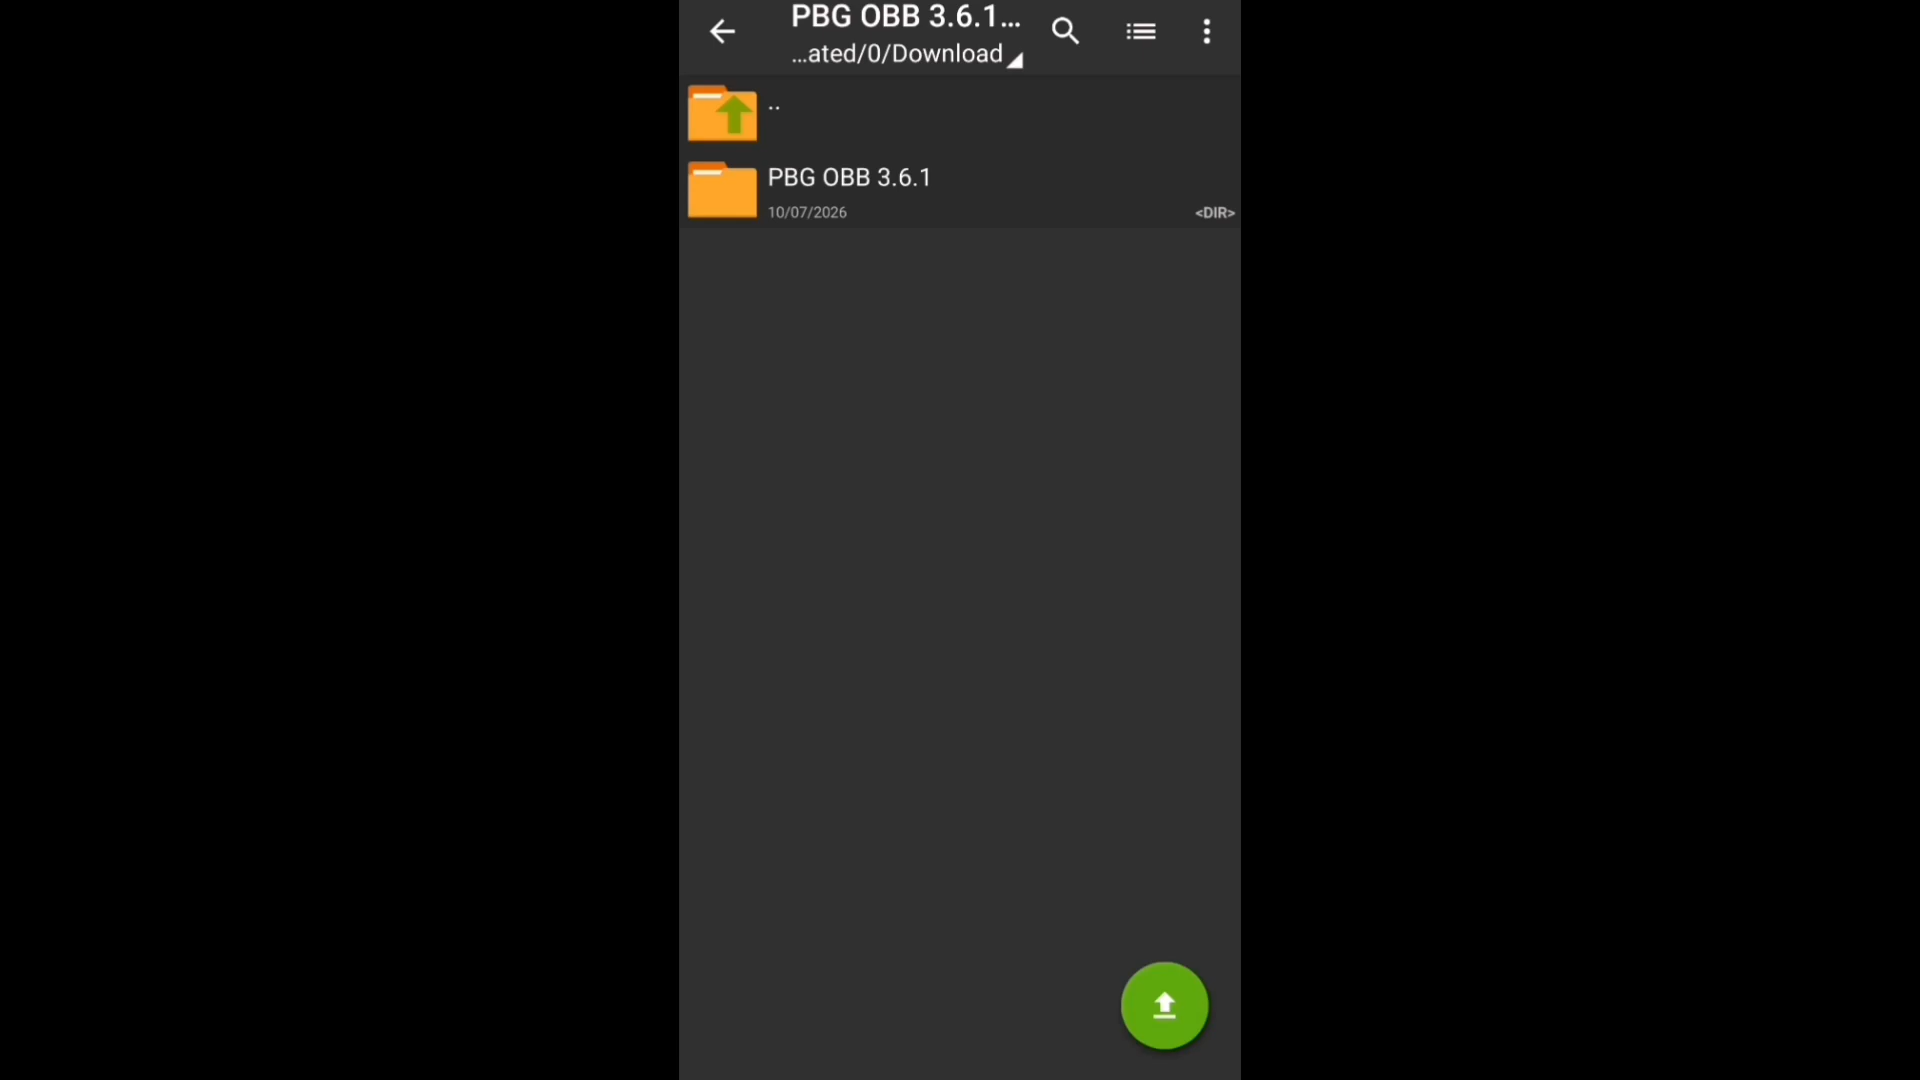 PBG OBB 3.6.1...
...ated/0/Download
..
PBG OBB 3.6.1
10/07/2026
<DIR>